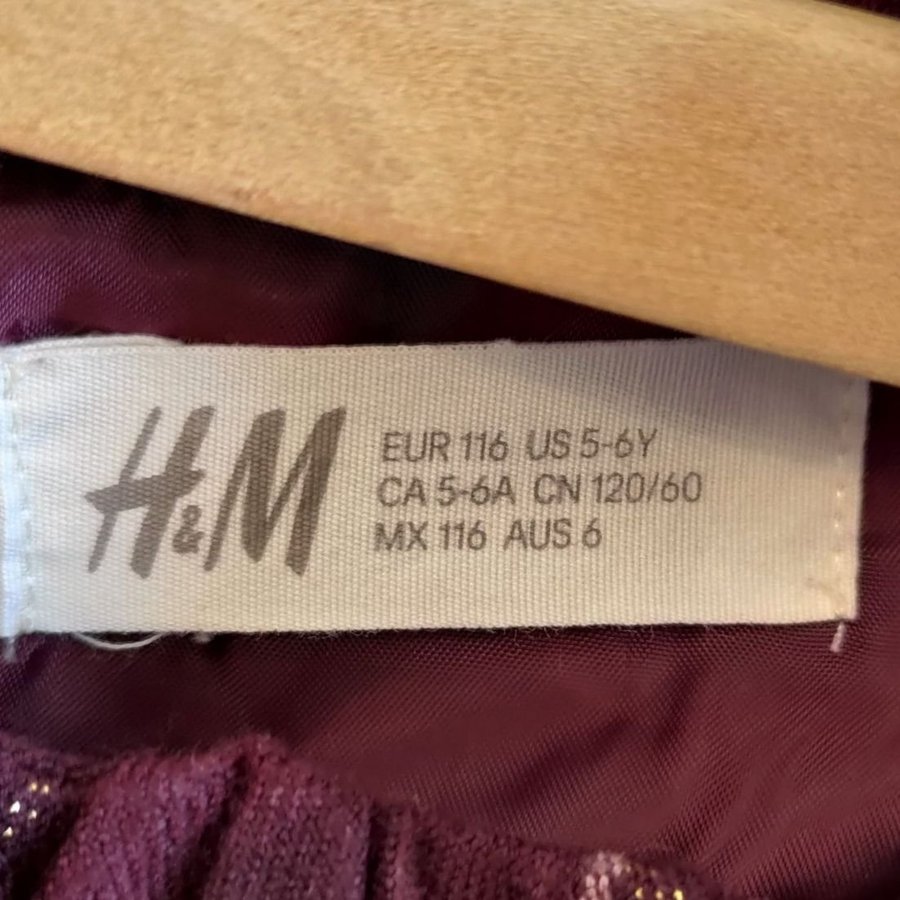 H&M
EUR 116 US 5-6Y
CA 5-6A CN 120/60
MX 116 AUS 6